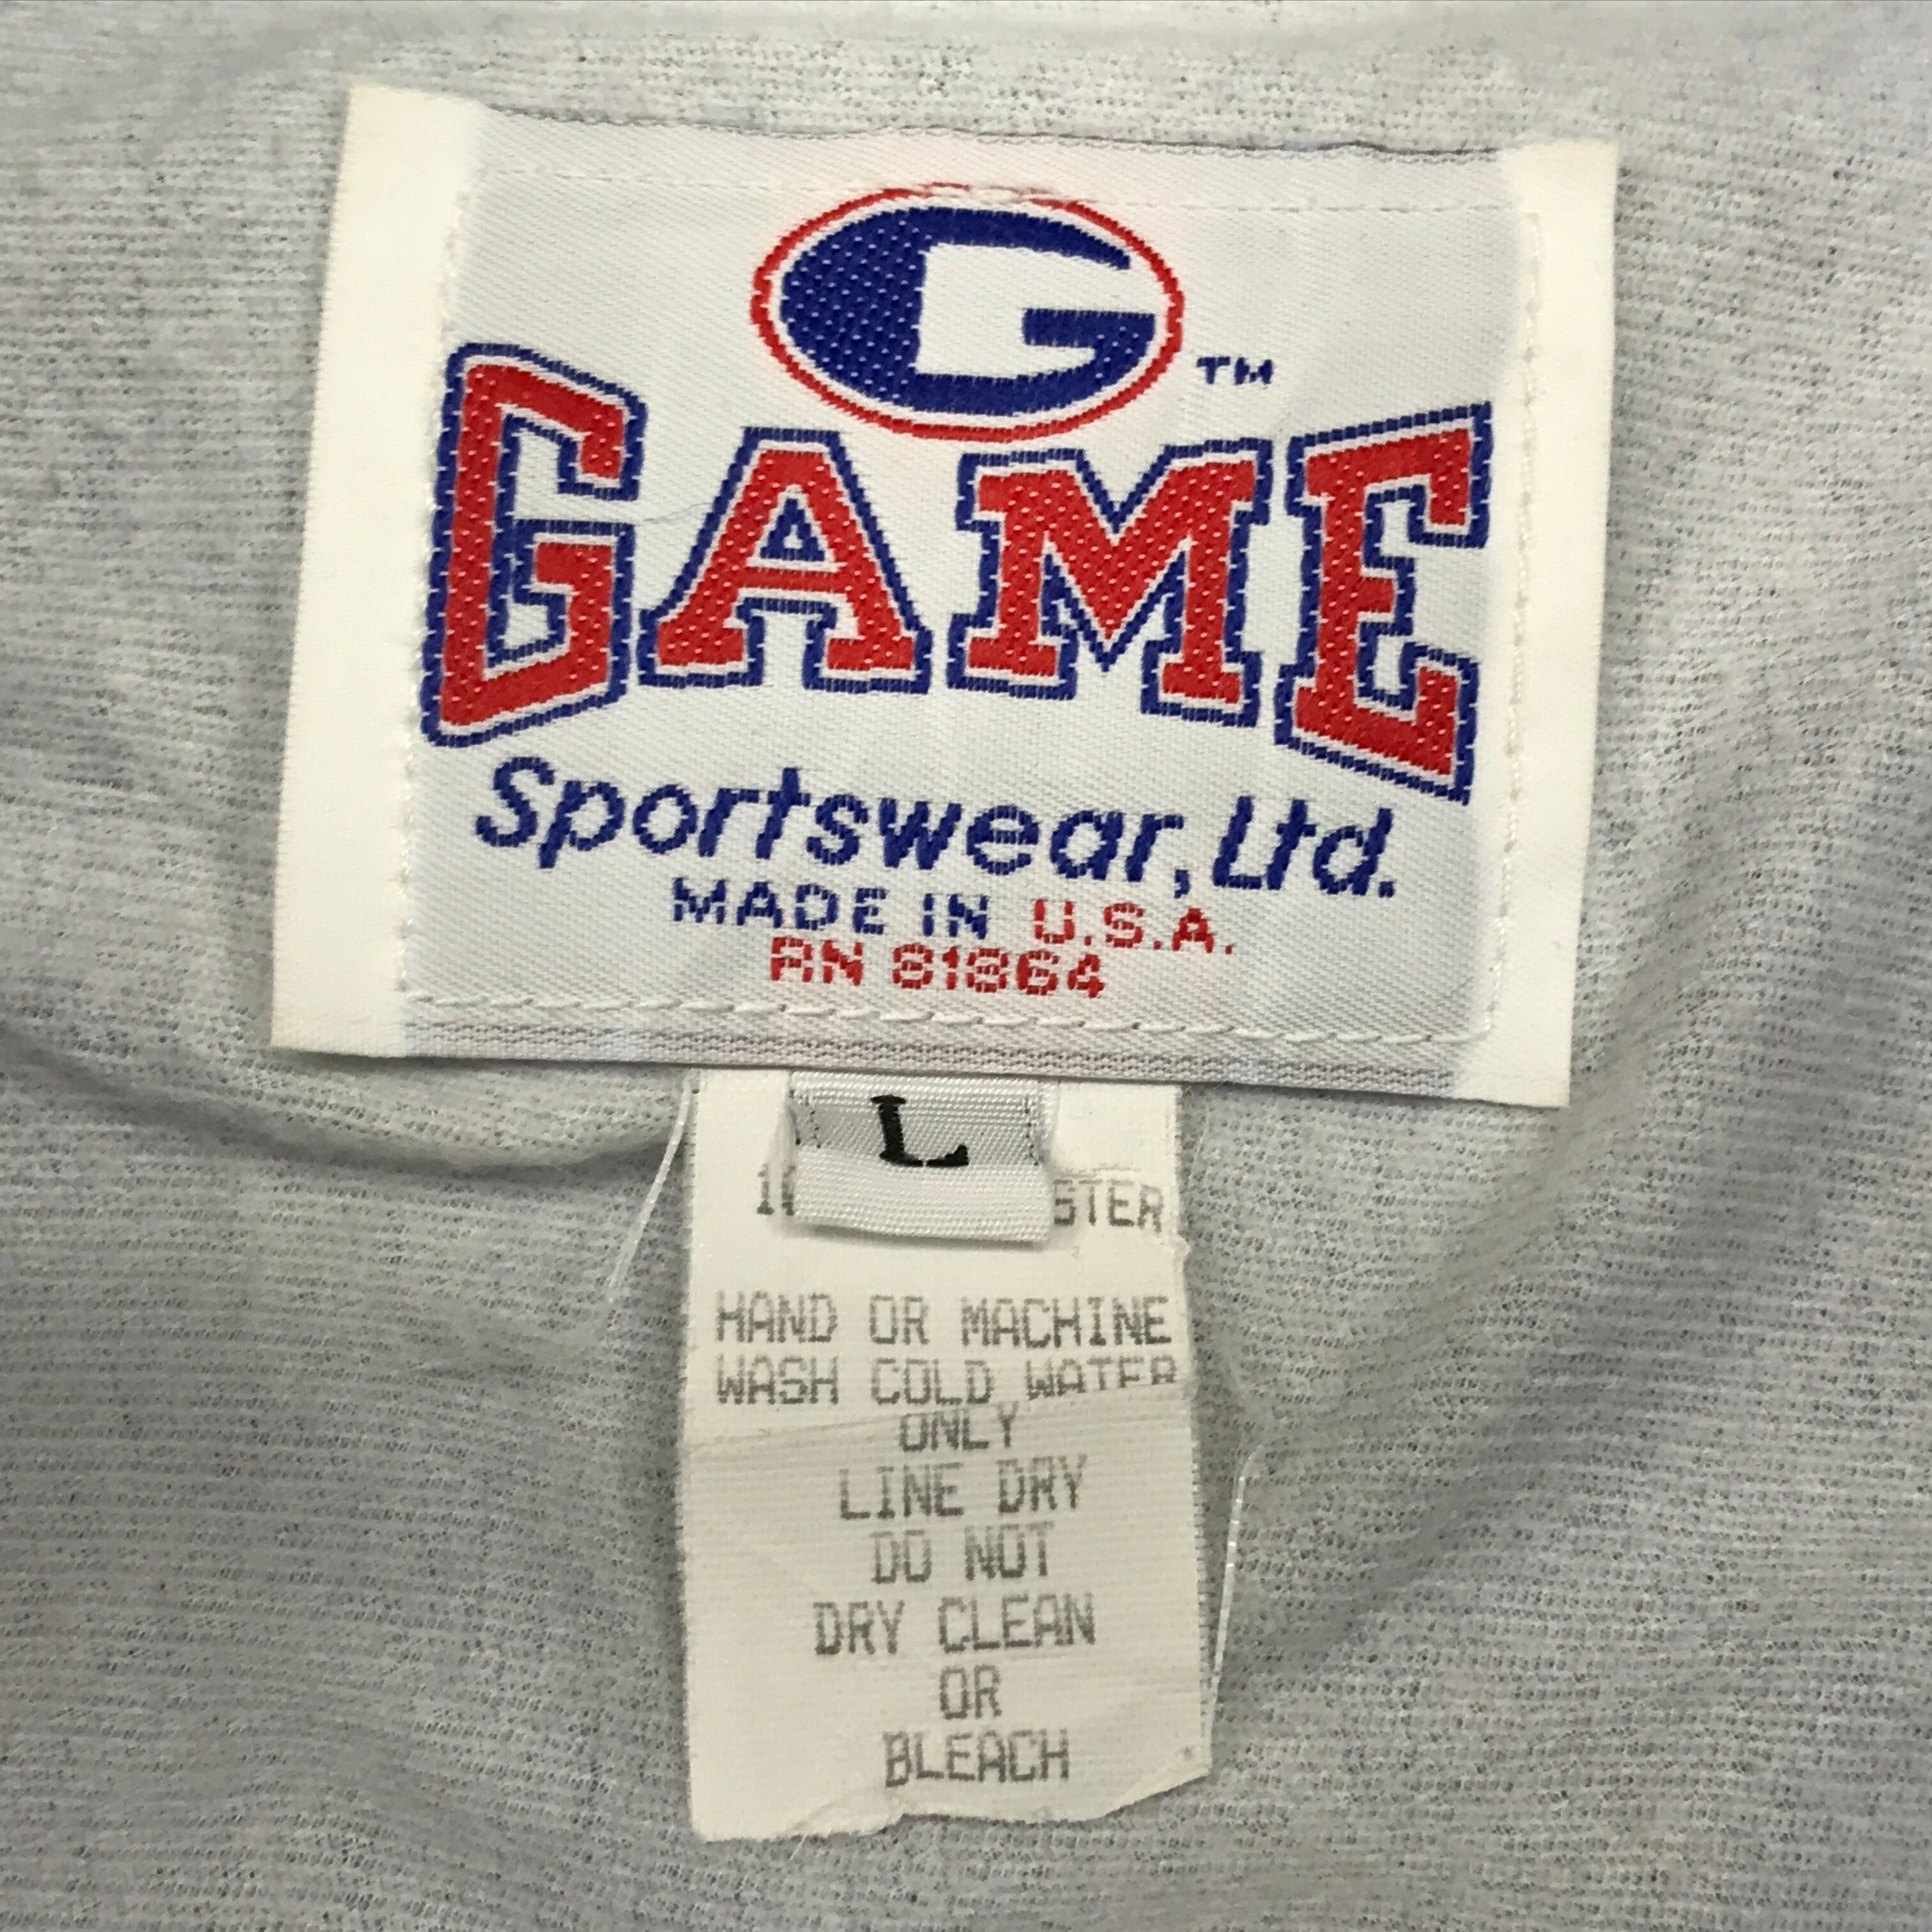 G
TM
GAME
Sportswear, Ltd.
MADE IN U.S.A.
RN 81864
L
HAND OR MACHINE
WASH COLD WATER
ONLY
LINE DRY
DO NOT
DRY CLEAN
OR
BLEACH